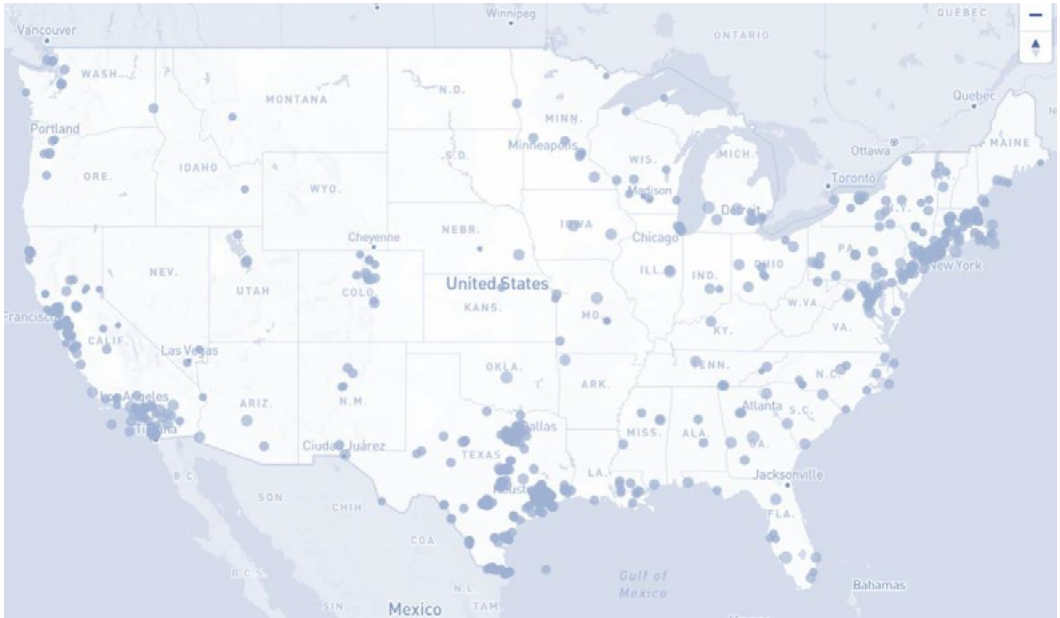 Winnipeg
QUÉBEC
Vancouver
ONTARIO
WASH.
MONTANA
N.D.
Quebec
MINN.
Portland
Ottawa
MAINE
Minneapolis
S.D.
WIS.
MICH.
Toronto
IDAHO
ORE.
WYO.
Madison
N.Y.
Detroit
IOWA
NEBR.
Cheyenne
Chicago
PA.
NEV.
UTAH
COLO.
United States
ILL.
IND.
OHIO
New York
KANS.
MO.
W.VA.
Francisco
VA.
CALIF.
KY.
Las Vegas
OKLA.
TENN.
N.C.
Los Angeles
ARIZ.
N.M.
ARK.
Atlanta
S.C.
Tijuana
Dallas
MISS.
ALA.
GA.
Ciudad Juárez
TEXAS
LA.
Jacksonville
B.C.
SON.
CHIH.
Houston
FLA.
COA.
B.C.S.
Gulf of
Mexico
Bahamas
N.L.
SIN.
Mexico
TAM